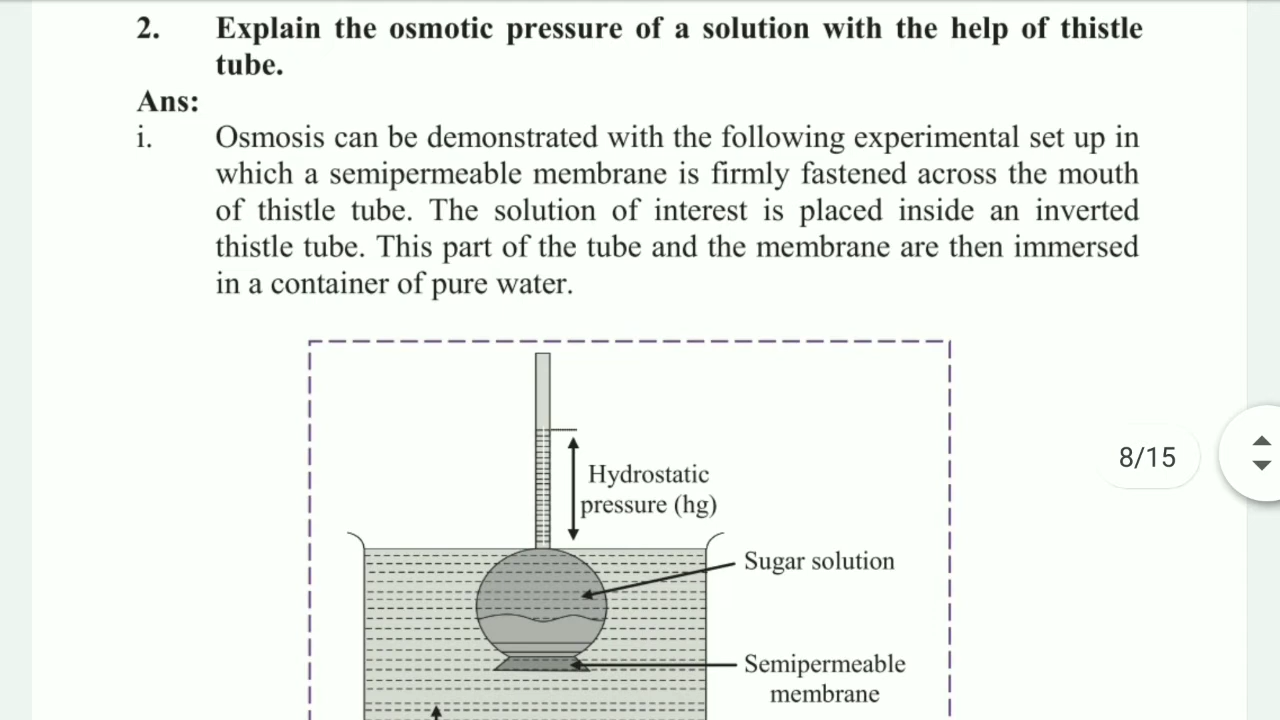 2. Explain the osmotic pressure of a solution with the help of thistle
tube.
Ans:
i. Osmosis can be demonstrated with the following experimental set up in
which a semipermeable membrane is firmly fastened across the mouth
of thistle tube. The solution of interest is placed inside an inverted
thistle tube. This part of the tube and the membrane are then immersed
in a container of pure water.
Hydrostatic
pressure (hg)
8/15
Sugar solution
Semipermeable
membrane